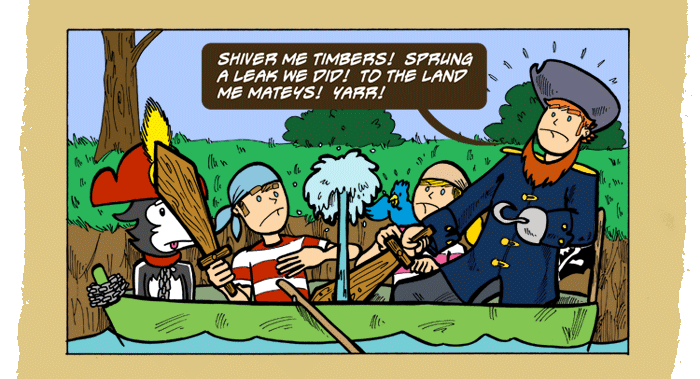 SHIVER ME TIMBERS! SPRUNG
A LEAK WE DID! TO THE LAND
ME MATEYS! YARR!